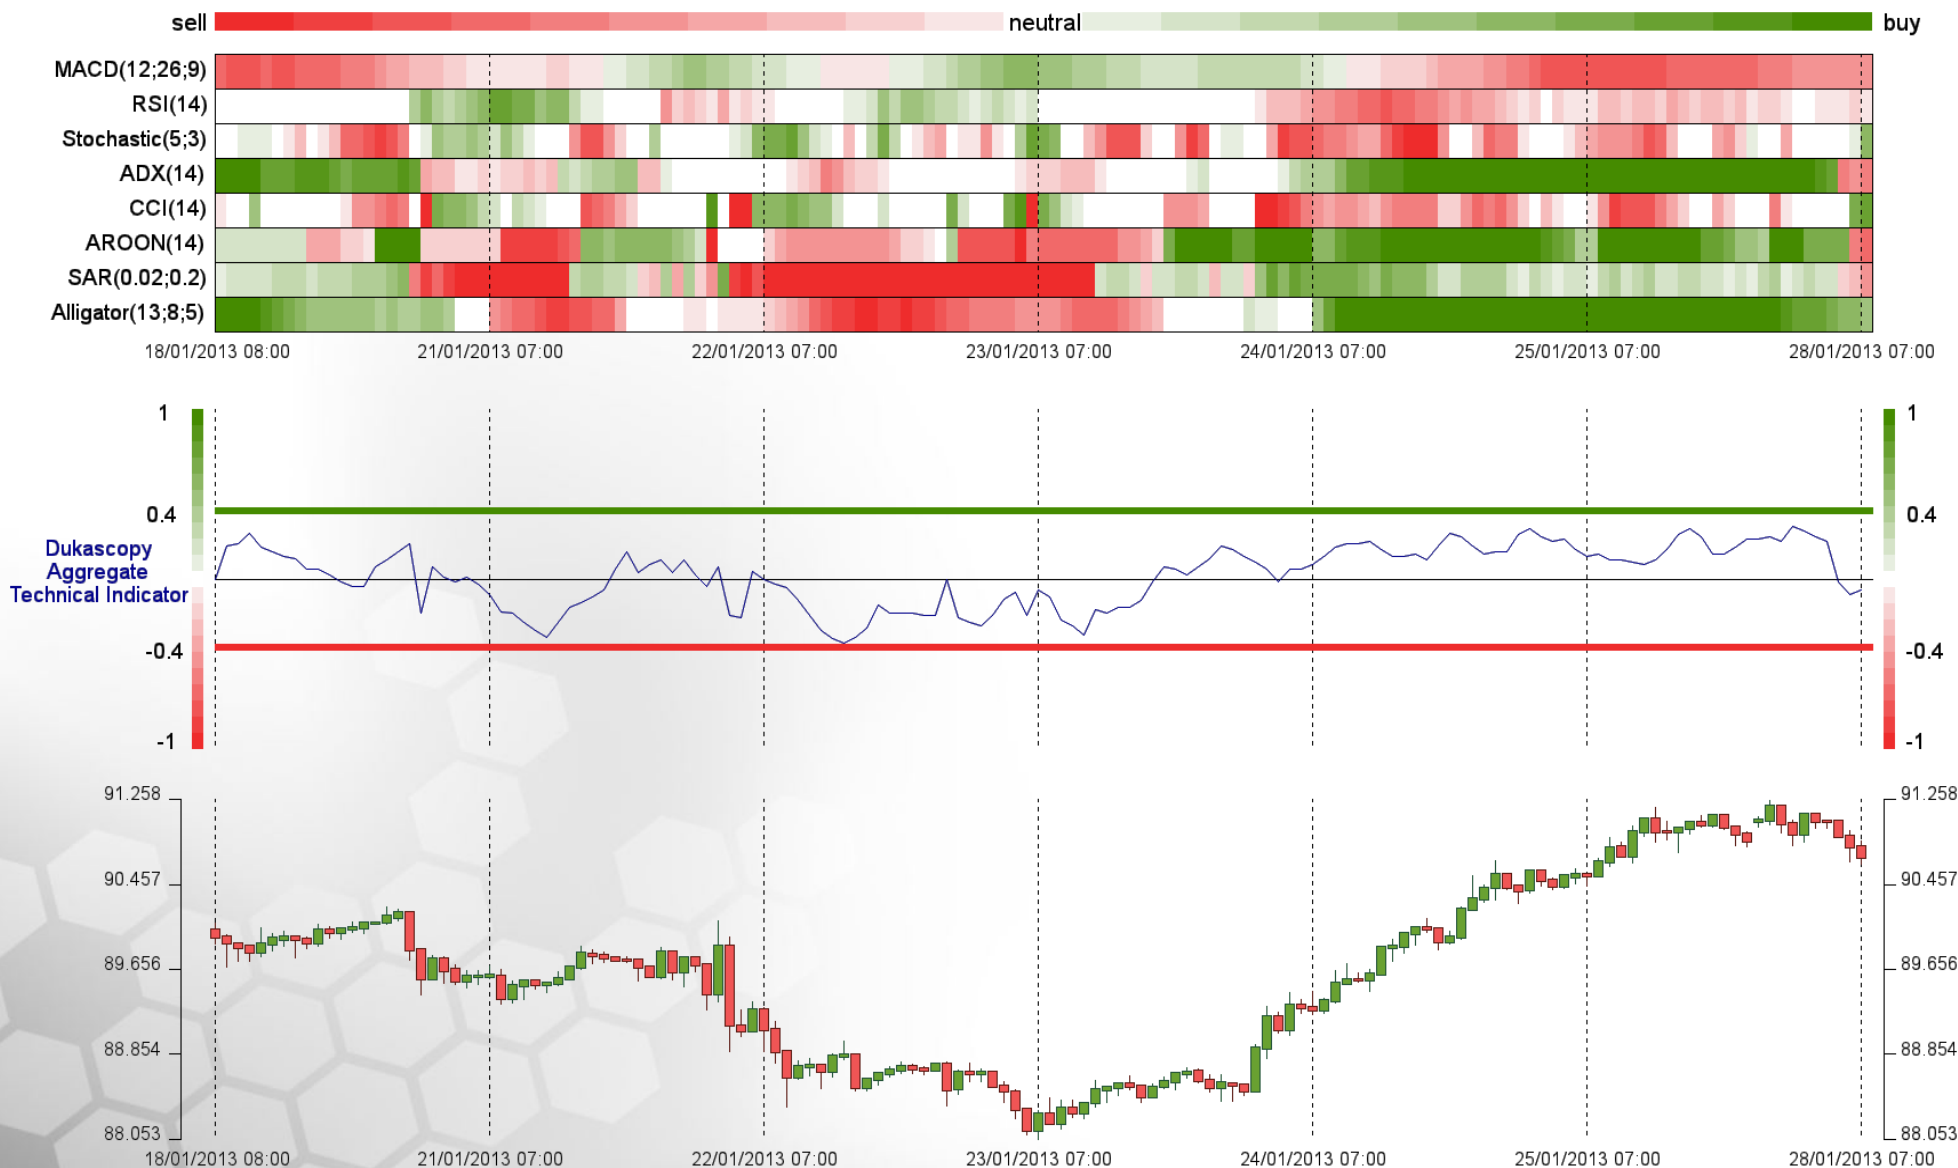 sell neutral buy
MACD(12;26;9)
RSI(14)
Stochastic(5;3)
ADX(14)
CCI(14)
AROON(14)
SAR(0.02;0.2)
Alligator(13;8;5)
18/01/2013 08:00 21/01/2013 07:00 22/01/2013 07:00 23/01/2013 07:00 24/01/2013 07:00 25/01/2013 07:00 28/01/2013 07:00
1 1
0.4 0.4
Dukascopy
Aggregate
Technical Indicator
-0.4 -0.4
-1 -1
91.258 91.258
90.457 90.457
89.656 89.656
88.854 88.854
88.053 88.053
18/01/2013 08:00 21/01/2013 07:00 22/01/2013 07:00 23/01/2013 07:00 24/01/2013 07:00 25/01/2013 07:00 28/01/2013 07:00